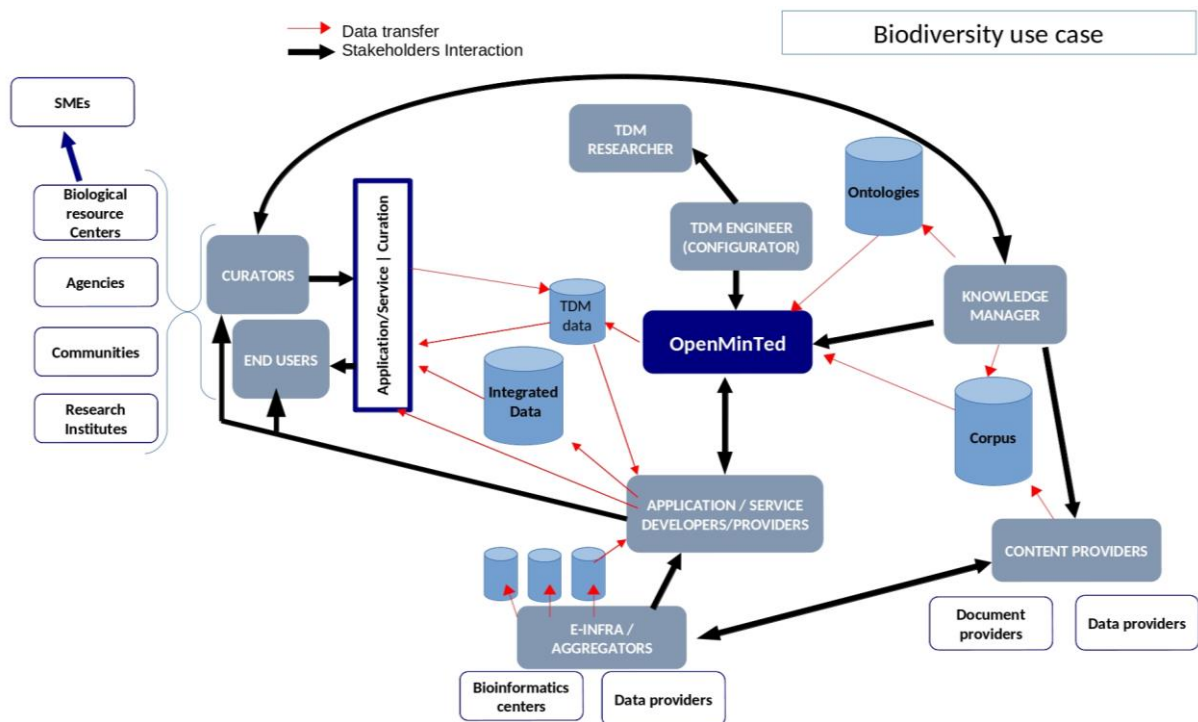 Data transfer
Stakeholders Interaction
Biodiversity use case
SMEs
Biological
resource
Centers
Agencies
Communities
Research
Institutes
CURATORS
END USERS
Application/Service | Curation
TDM
RESEARCHER
TDM ENGINEER
(CONFIGURATOR)
Ontologies
KNOWLEDGE
MANAGER
TDM
data
OpenMinTed
Integrated
Data
Corpus
APPLICATION / SERVICE
DEVELOPERS/PROVIDERS
CONTENT PROVIDERS
Document
providers
Data providers
E-INFRA /
AGGREGATORS
Bioinformatics
centers
Data providers